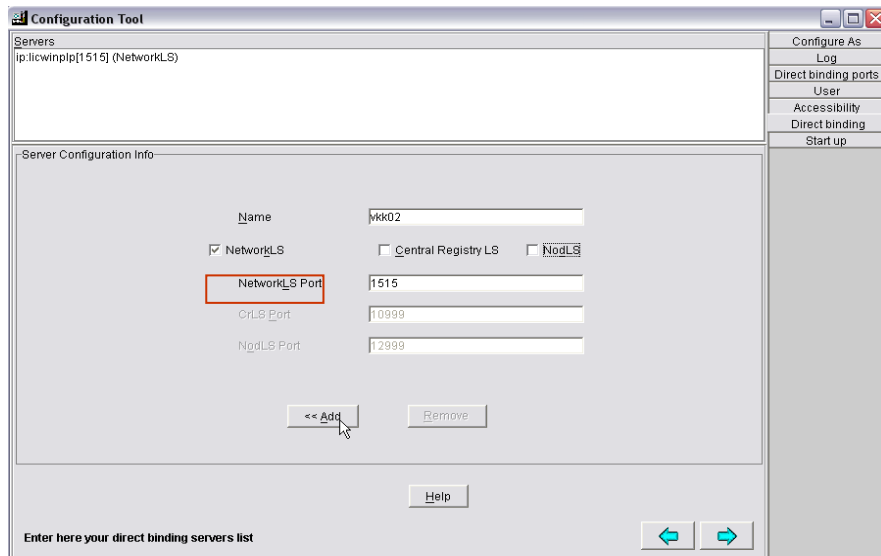 Configuration Tool
Servers
ip:licwinplp[1515] (NetworkLS)
Configure As
Log
Direct binding ports
User
Accessibility
Direct binding
Start up
Server Configuration Info
Name vkk02
NetworkLS Central Registry LS NodLS
NetworkLS Port 1515
CrLS Port 10999
NodLS Port 12999
<< Add Remove
Help
Enter here your direct binding servers list